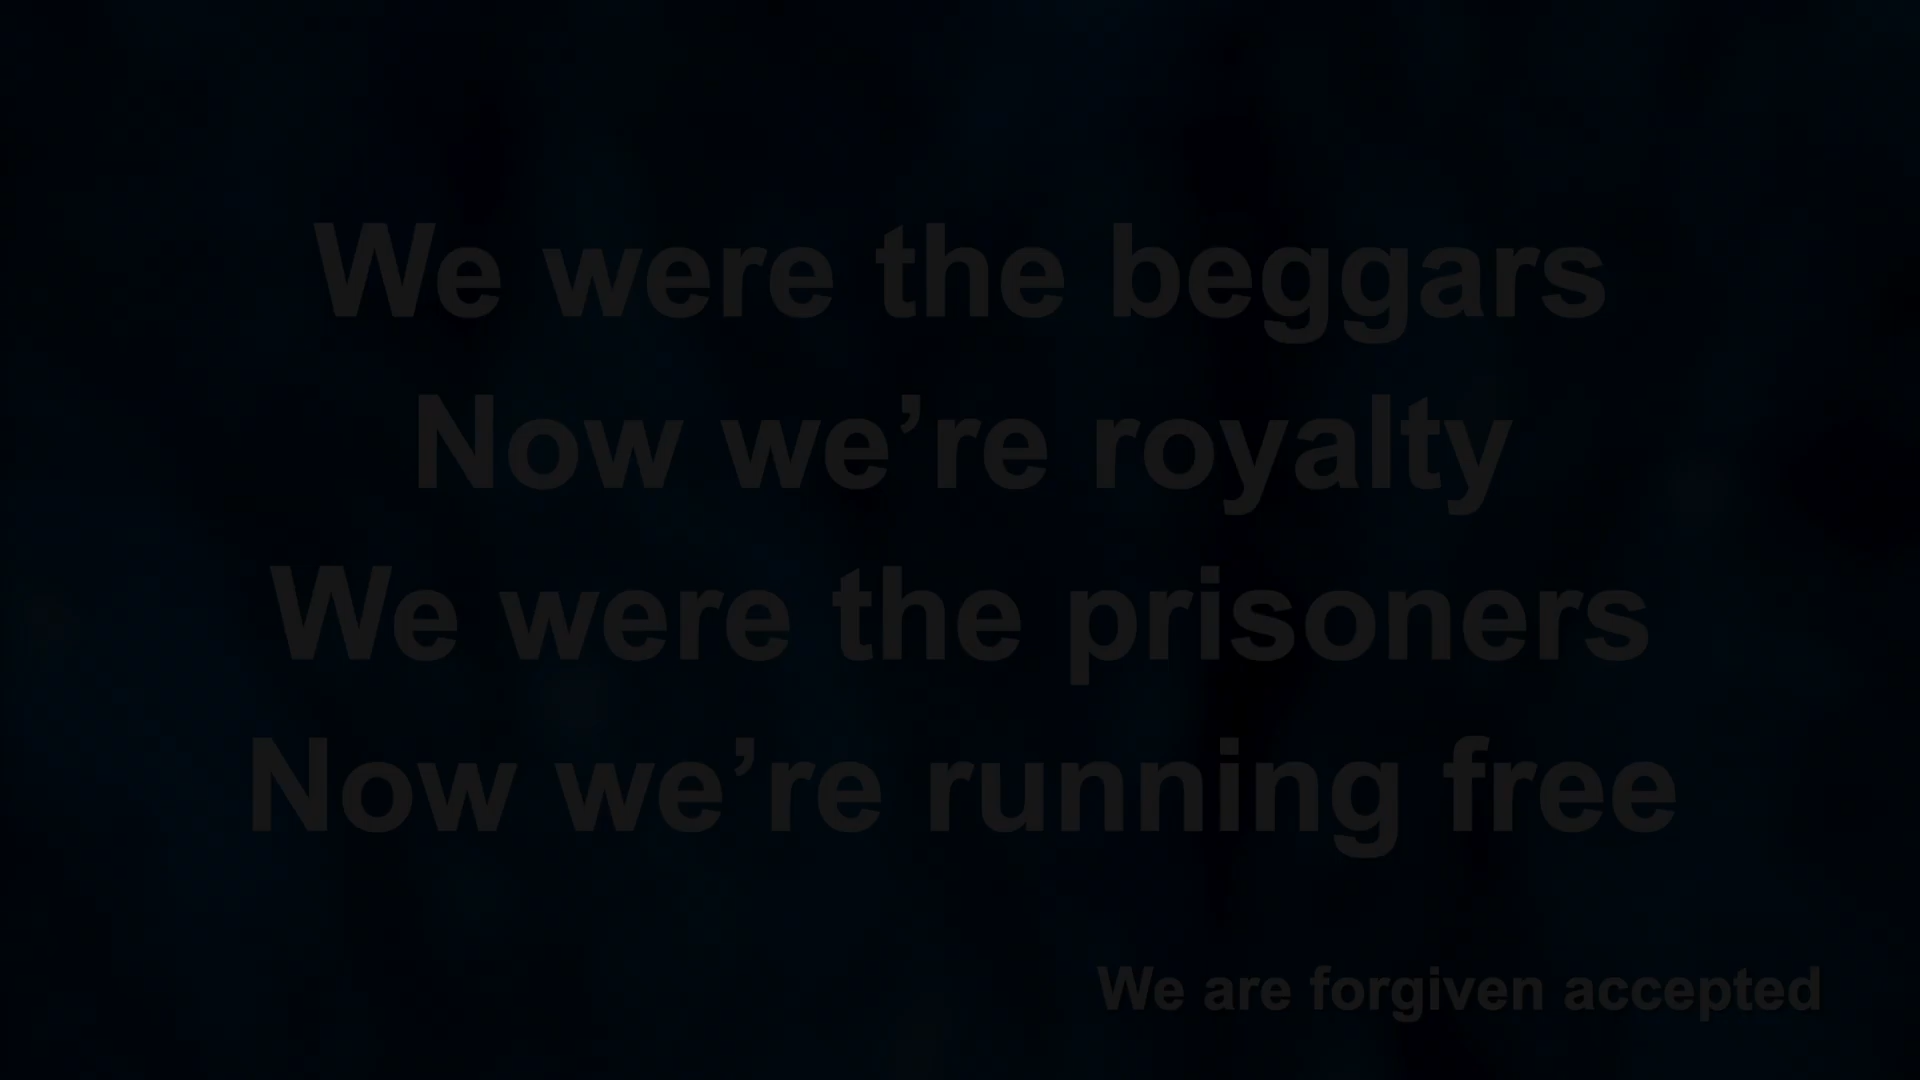 We were the beggars
Now we’re royalty
We were the prisoners
Now we’re running free
We are forgiven accepted